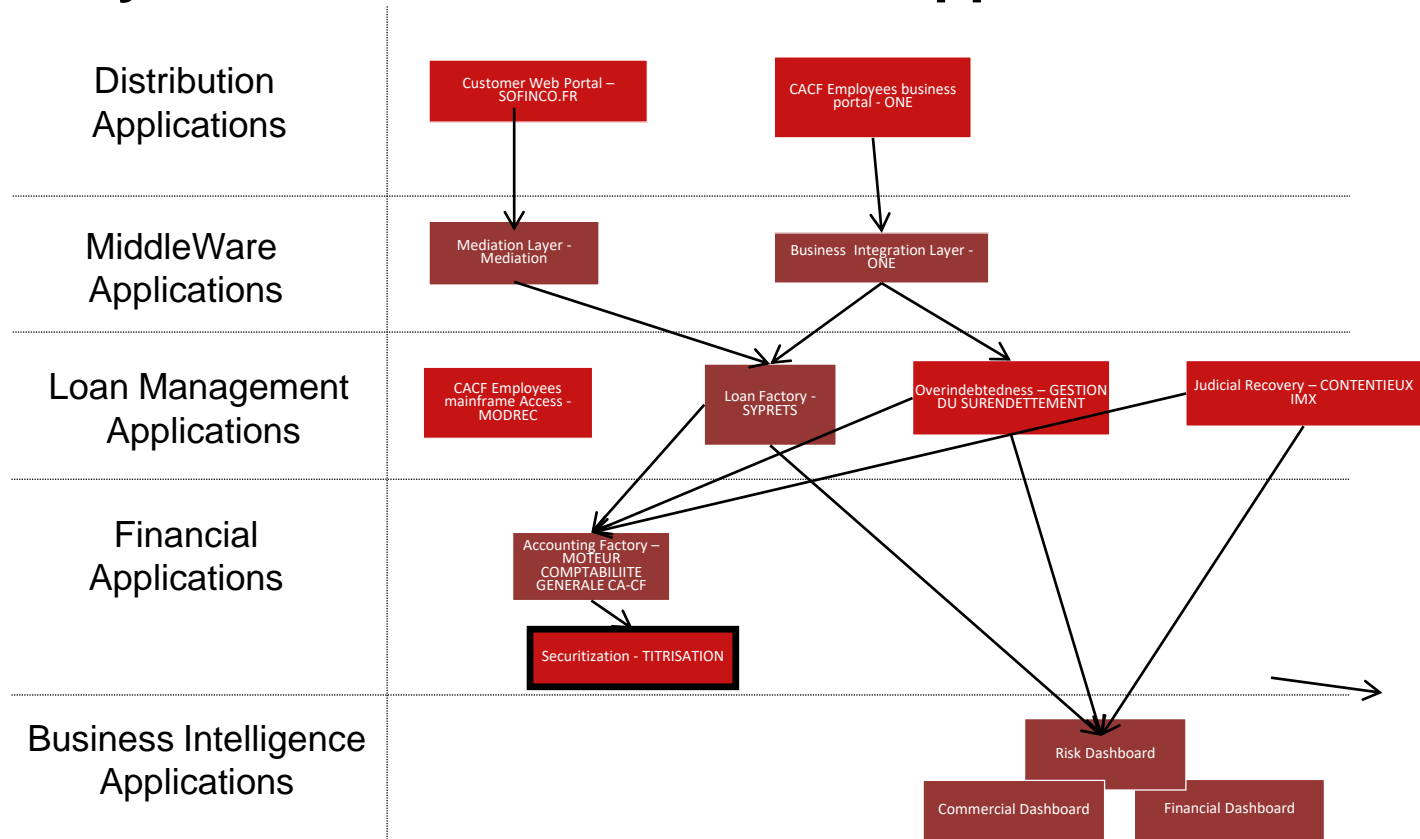 Distribution
Applications
Customer Web Portal –
SOFINCO.FR
CACF Employees business
portal - ONE
MiddleWare
Applications
Mediation Layer -
Mediation
Business Integration Layer -
ONE
Loan Management
Applications
CACF Employees
mainframe Access -
MODREC
Loan Factory -
SYPRETS
Overindebtedness – GESTION
DU SURENDETTEMENT
Judicial Recovery – CONTENTIEUX
IMX
Financial
Applications
Accounting Factory –
MOTEUR
COMPTABILIITE
GENERALE CA-CF
Securitization - TITRISATION
Business Intelligence
Applications
Risk Dashboard
Commercial Dashboard
Financial Dashboard